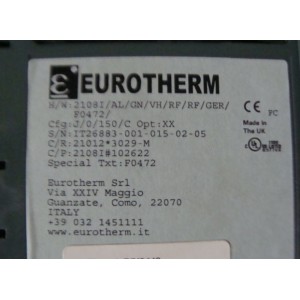 EUROTHERM
H/W:2108I/AL/GN/VH/RF/RF/GER/
F0472/
Cfg:J/0/150/C Opt:XX
S/N:IT26883-001-015-02-05
C/R:21012*3029-M
C/P:2108I#102622
Special Txt:F0472
CE FC
Made in
The UK
UL
Eurotherm Srl
Via XXIV Maggio
Guanzate, Como, 22070
ITALY
+39 032 1451111
www.eurotherm.it